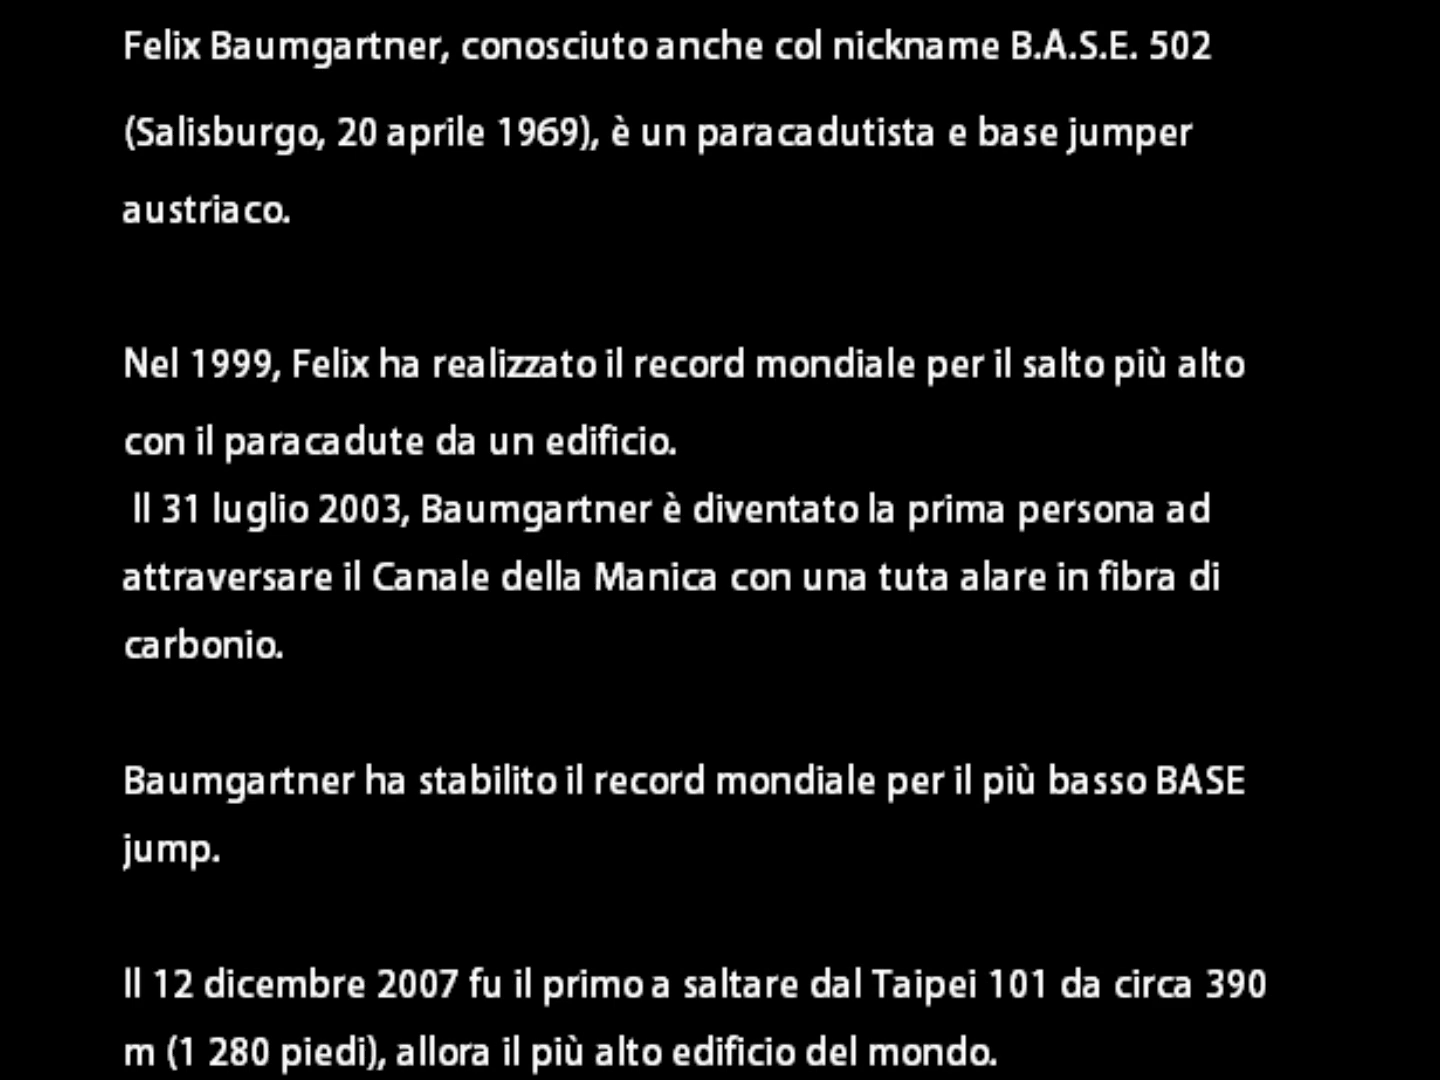 Felix Baumgartner, conosciuto anche col nickname B.A.S.E. 502
(Salisburgo, 20 aprile 1969), è un paracadutista e base jumper
austriaco.
Nel 1999, Felix ha realizzato il record mondiale per il salto più alto
con il paracadute da un edificio.
Il 31 luglio 2003, Baumgartner è diventato la prima persona ad
attraversare il Canale della Manica con una tuta alare in fibra di
carbonio.
Baumgartner ha stabilito il record mondiale per il più basso BASE
jump.
Il 12 dicembre 2007 fu il primo a saltare dal Taipei 101 da circa 390
m (1 280 piedi), allora il più alto edificio del mondo.